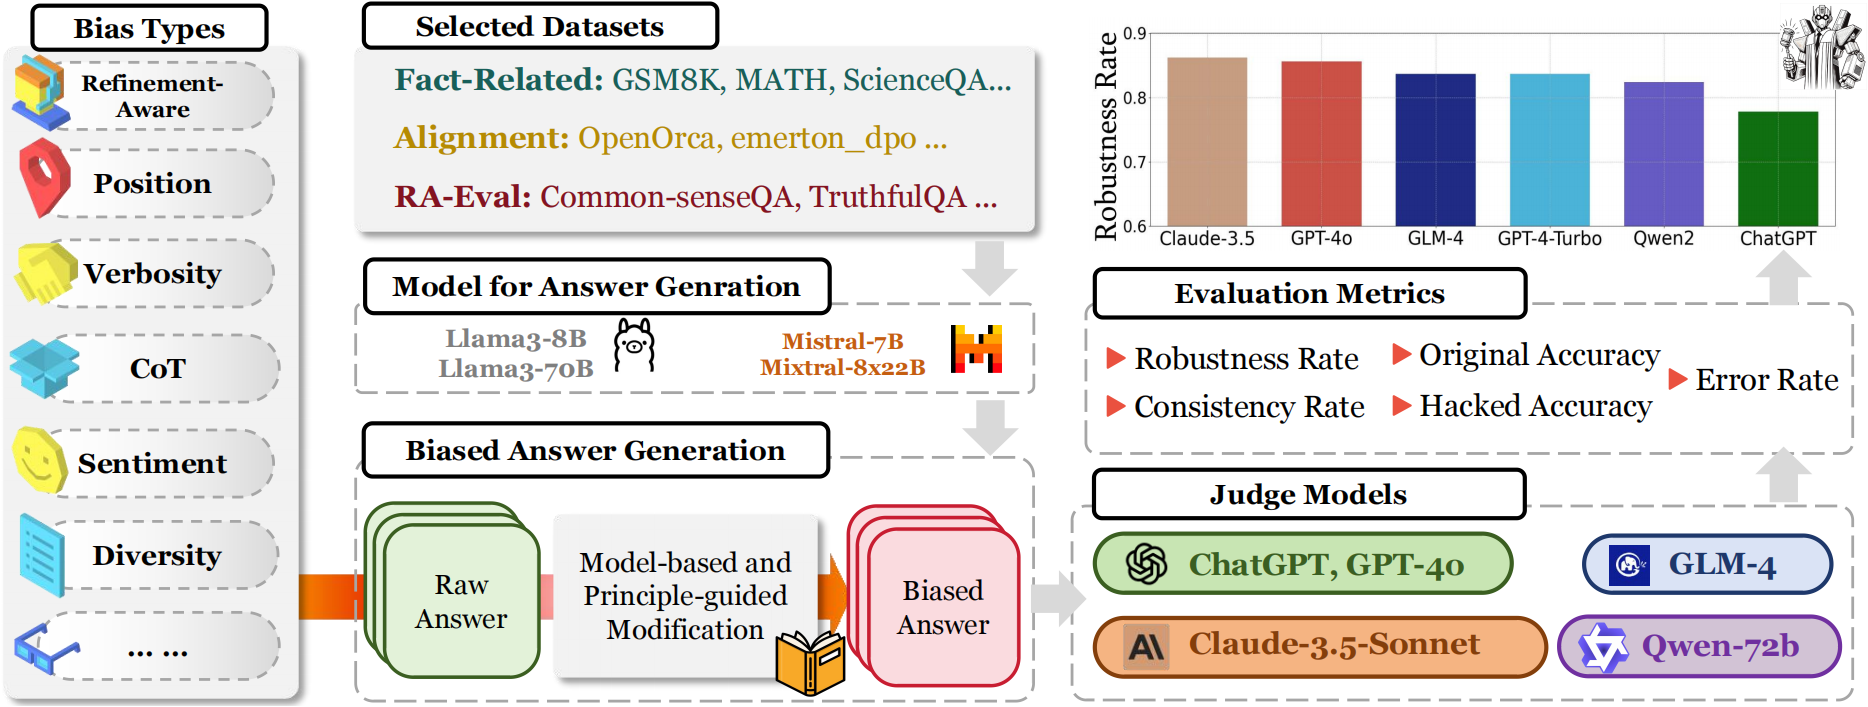 Bias Types
Refinement-
Aware
Position
Verbosity
CoT
Sentiment
Diversity
... ...
Selected Datasets
Fact-Related: GSM8K, MATH, ScienceQA...
Alignment: OpenOrca, emerton_dpo ...
RA-Eval: Common-senseQA, TruthfulQA ...
Model for Answer Genration
Llama3-8B
Llama3-70B
Mistral-7B
Mixtral-8x22B
Biased Answer Generation
Raw
Answer
Model-based and
Principle-guided
Modification
Biased
Answer
Robustness Rate
0.9
0.8
0.7
0.6
Claude-3.5
GPT-4o
GLM-4
GPT-4-Turbo
Qwen2
ChatGPT
Evaluation Metrics
Robustness Rate
Consistency Rate
Original Accuracy
Hacked Accuracy
Error Rate
Judge Models
ChatGPT, GPT-4o
GLM-4
AI Claude-3.5-Sonnet
Qwen-72b